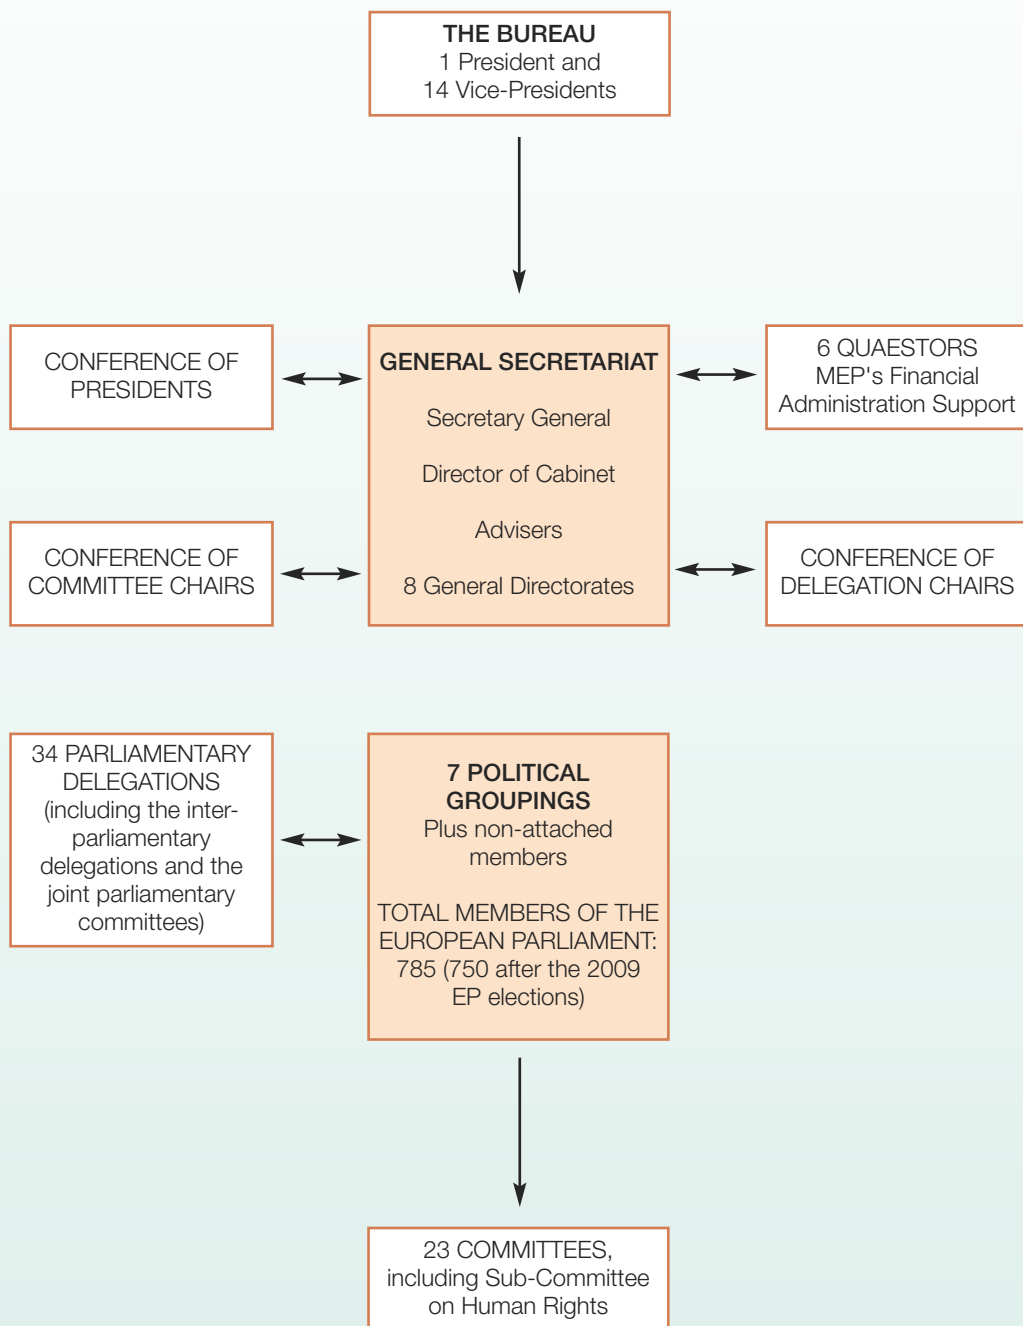 THE BUREAU
1 President and
14 Vice-Presidents
CONFERENCE OF
PRESIDENTS
GENERAL SECRETARIAT
Secretary General
Director of Cabinet
Advisers
8 General Directorates
6 QUAESTORS
MEP's Financial
Administration Support
CONFERENCE OF
COMMITTEE CHAIRS
CONFERENCE OF
DELEGATION CHAIRS
34 PARLIAMENTARY
DELEGATIONS
(including the inter-
parliamentary
delegations and the
joint parliamentary
committees)
7 POLITICAL
GROUPINGS
Plus non-attached
members
TOTAL MEMBERS OF THE
EUROPEAN PARLIAMENT:
785 (750 after the 2009
EP elections)
23 COMMITTEES,
including Sub-Committee
on Human Rights